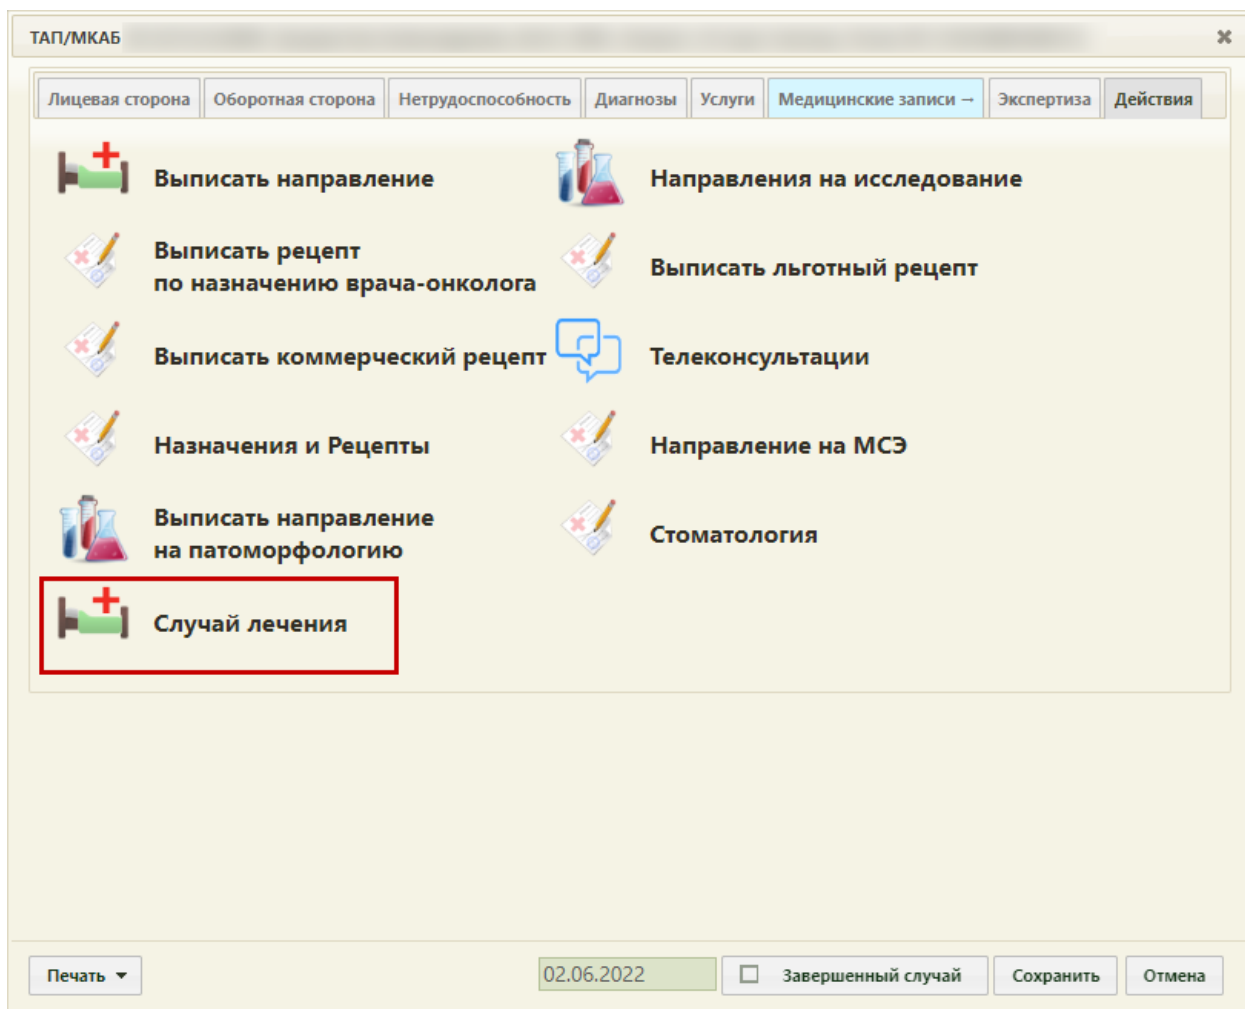 ТАП/МКАБ
Лицевая сторона
Оборотная сторона
Нетрудоспособность
Диагнозы
Услуги
Медицинские записи →
Экспертиза
Действия
Выписать направление
Направления на исследование
Выписать рецепт
по назначению врача-онколога
Выписать льготный рецепт
Выписать коммерческий рецепт
Телеконсультации
Назначения и Рецепты
Направление на МСЭ
Выписать направление
на патоморфологию
Стоматология
Случай лечения
Печать
02.06.2022
Завершенный случай
Сохранить
Отмена